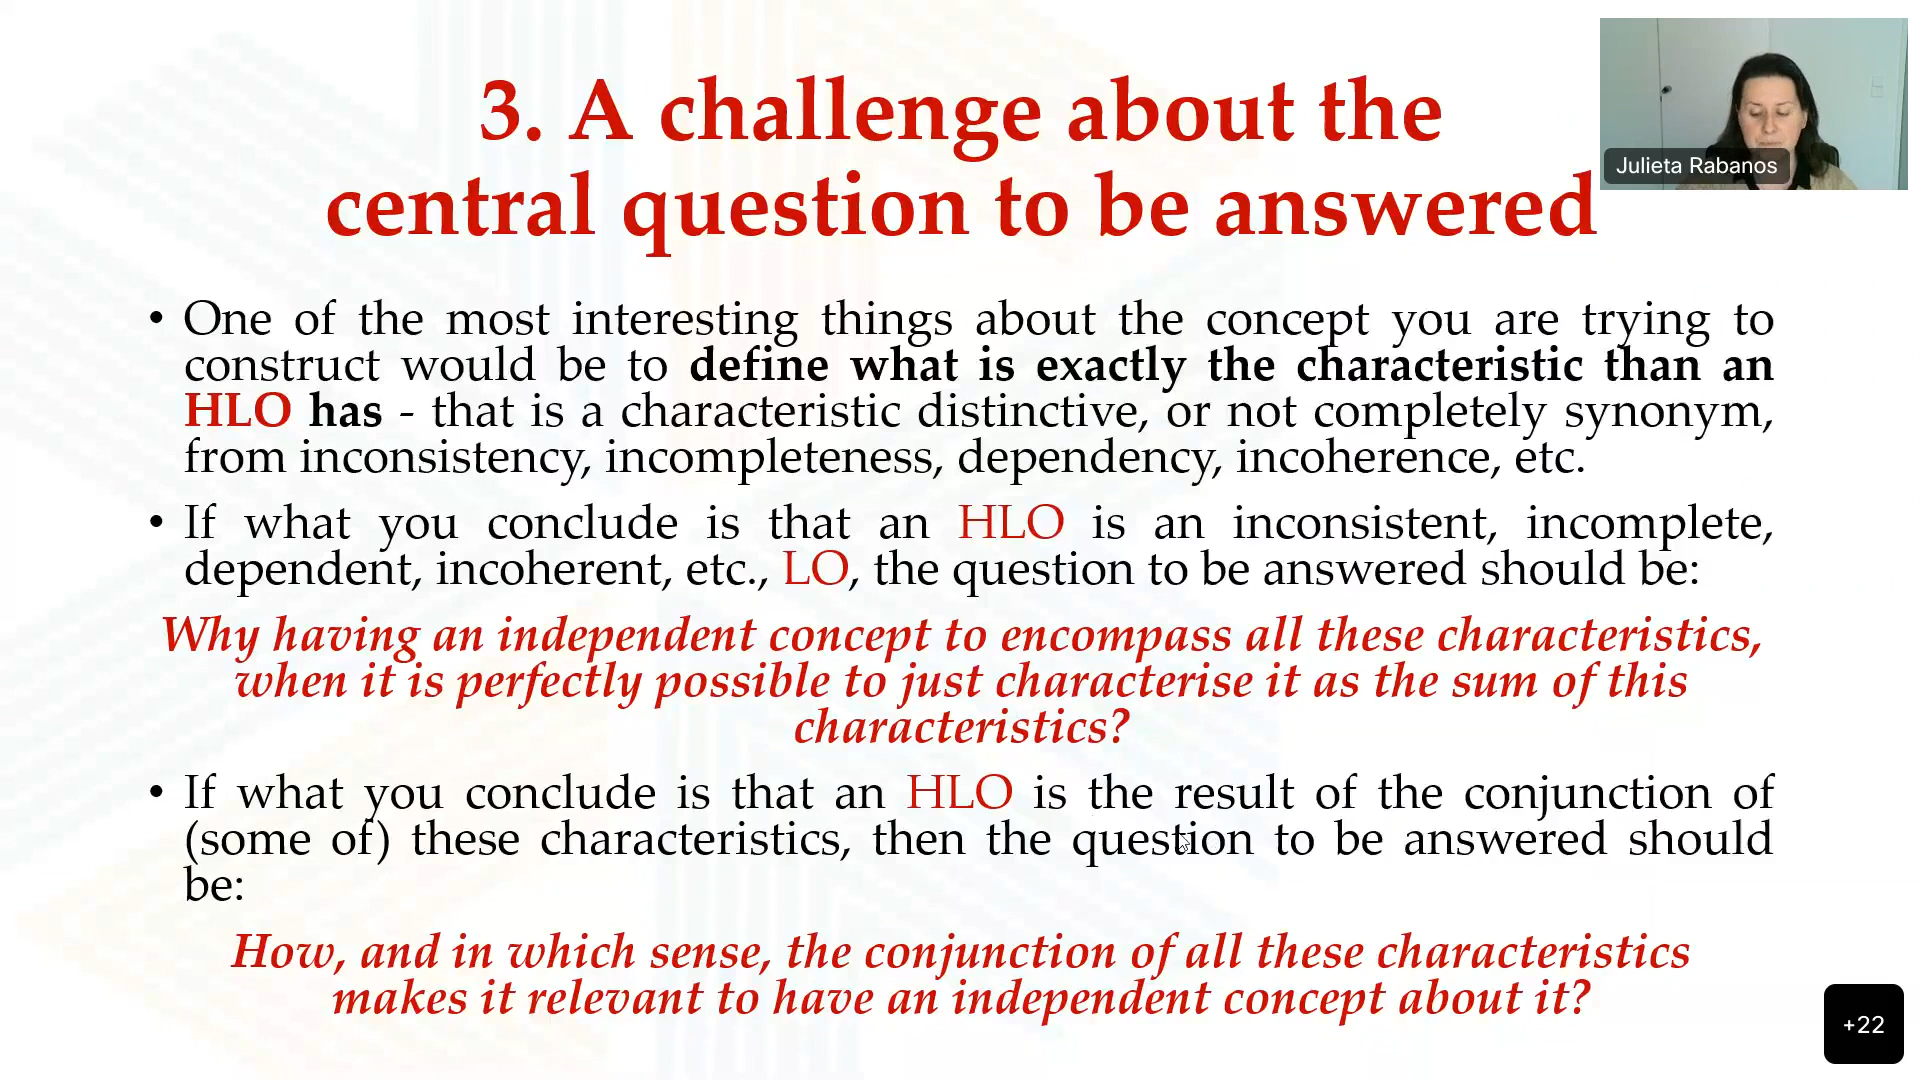 3. A challenge about the
central question to be answered
Julieta Rabanos
• One of the most interesting things about the concept you are trying to
construct would be to define what is exactly the characteristic than an
HLO has - that is a characteristic distinctive, or not completely synonym,
from inconsistency, incompleteness, dependency, incoherence, etc.
• If what you conclude is that an HLO is an inconsistent, incomplete,
dependent, incoherent, etc., LO, the question to be answered should be:
Why having an independent concept to encompass all these characteristics,
when it is perfectly possible to just characterise it as the sum of this
characteristics?
• If what you conclude is that an HLO is the result of the conjunction of
(some of) these characteristics, then the question to be answered should
be:
How, and in which sense, the conjunction of all these characteristics
makes it relevant to have an independent concept about it?
+22